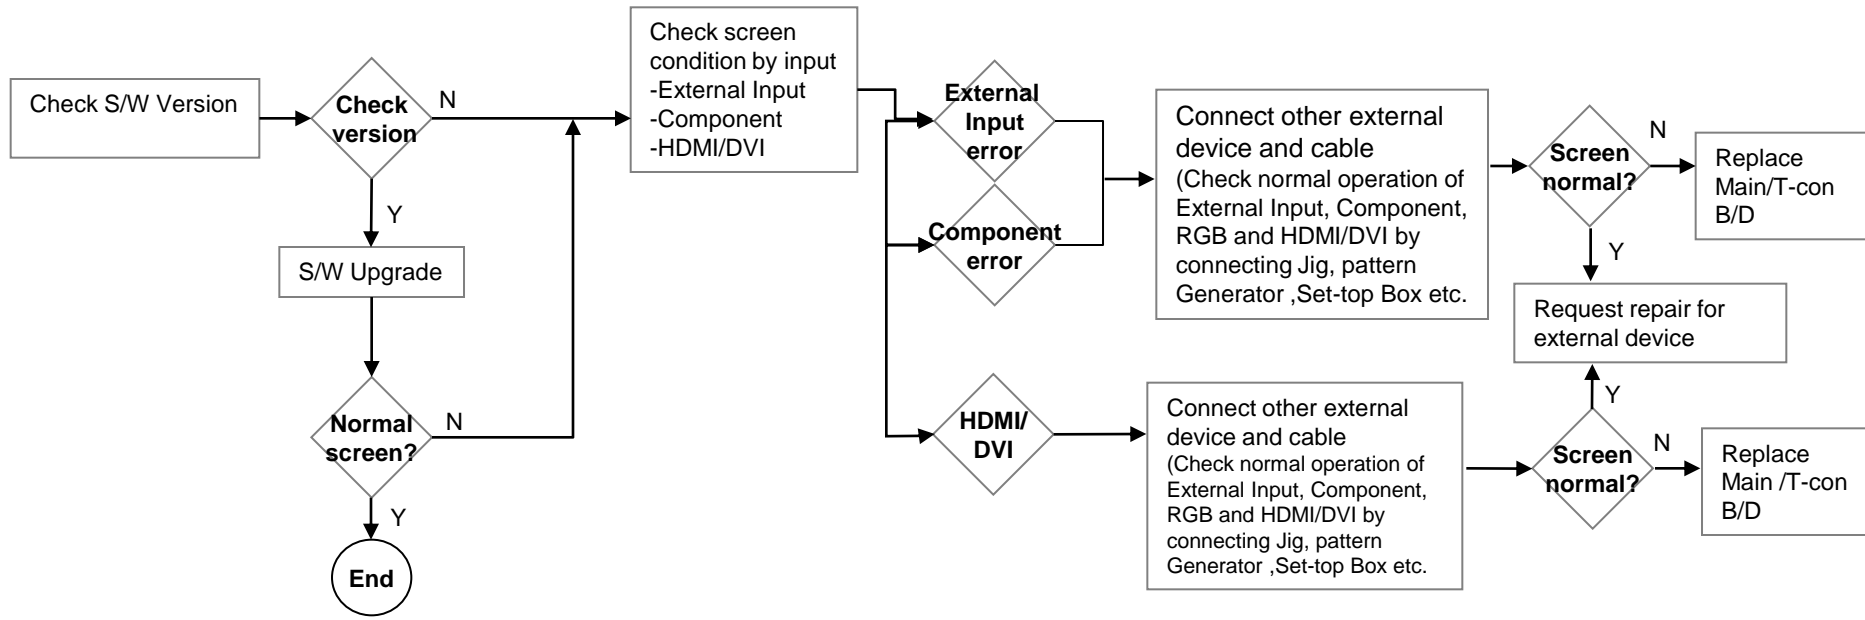 Check S/W Version
Check
version
N
Y
S/W Upgrade
Normal
screen?
N
Y
End
Check screen
condition by input
-External Input
-Component
-HDMI/DVI
External
Input
error
Component
error
HDMI/
DVI
Connect other external
device and cable
(Check normal operation of
External Input, Component,
RGB and HDMI/DVI by
connecting Jig, pattern
Generator ,Set-top Box etc.
Connect other external
device and cable
(Check normal operation of
External Input, Component,
RGB and HDMI/DVI by
connecting Jig, pattern
Generator ,Set-top Box etc.
Screen
normal?
N
Replace
Main/T-con
B/D
Y
Request repair for
external device
Y
Screen
normal?
N
Replace
Main /T-con
B/D